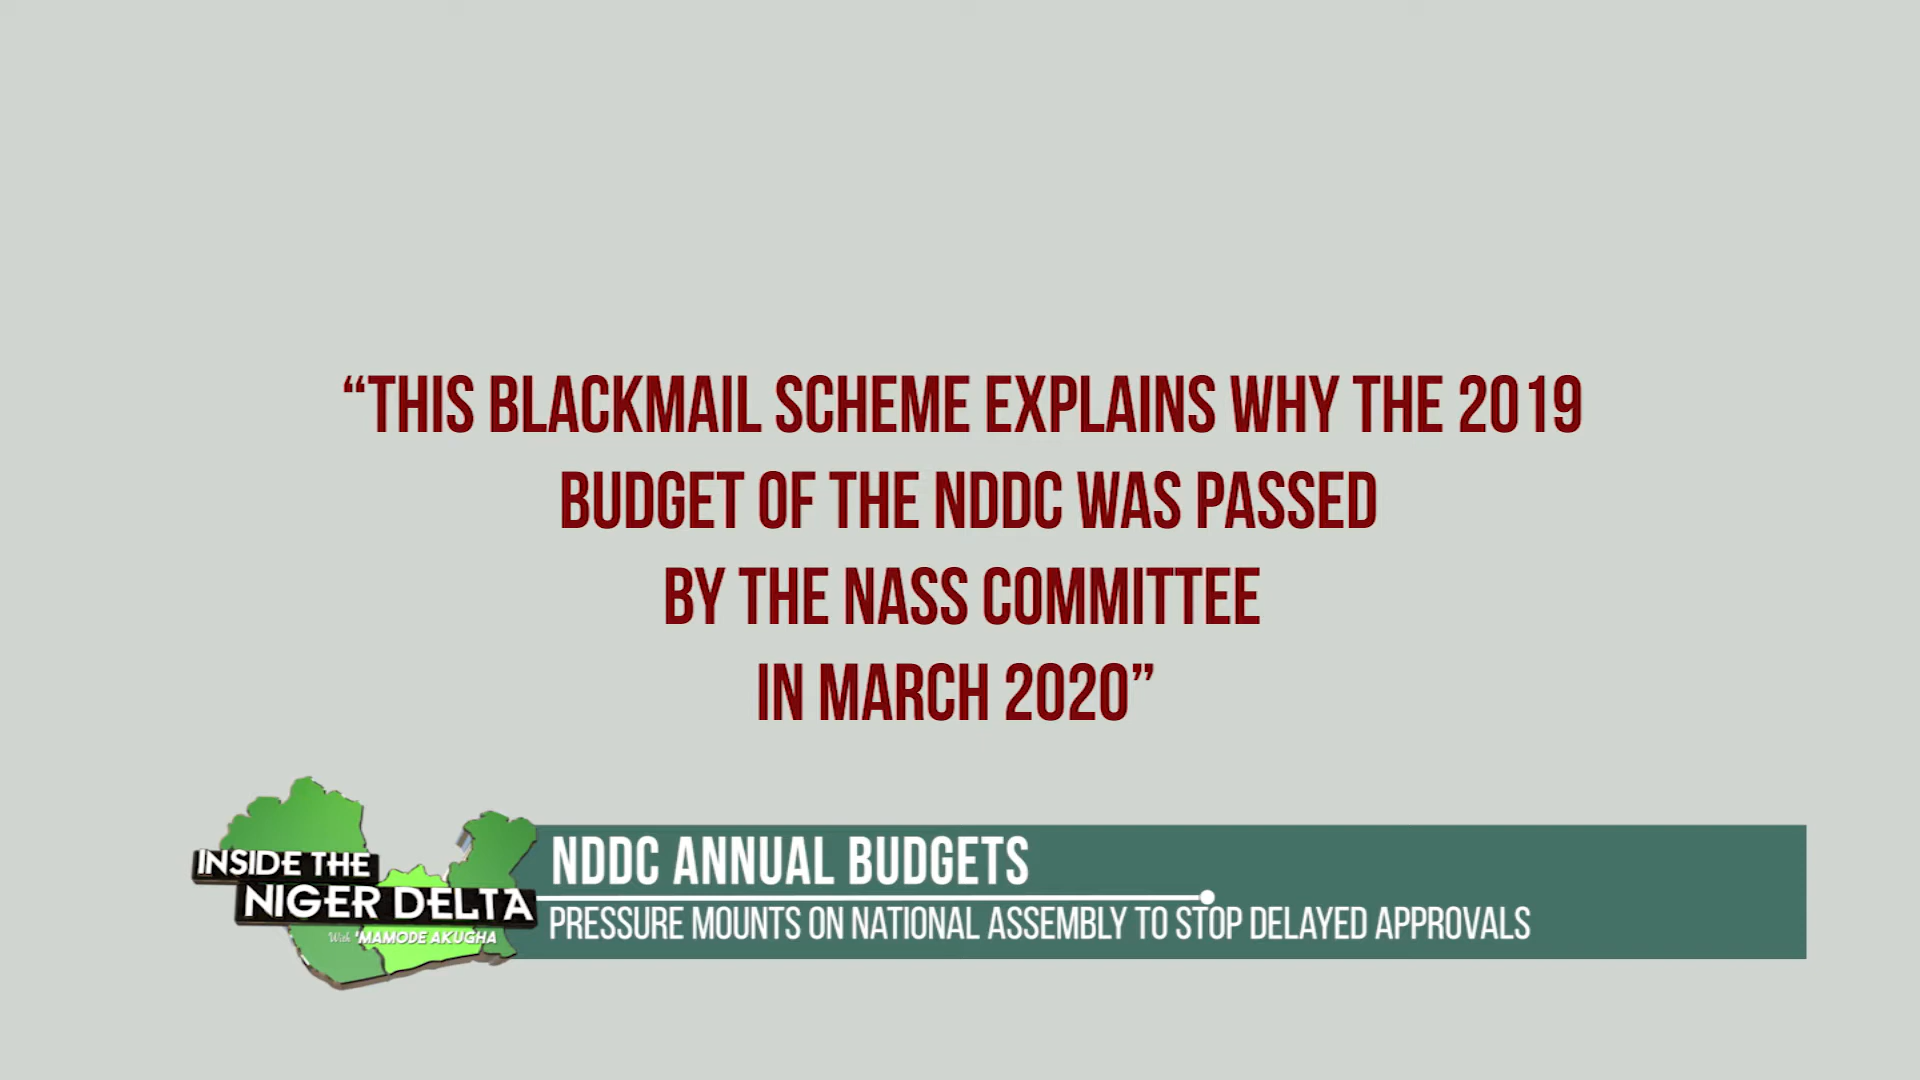 “THIS BLACKMAIL SCHEME EXPLAINS WHY THE 2019
BUDGET OF THE NDDC WAS PASSED
BY THE NASS COMMITTEE
IN MARCH 2020”
INSIDE THE
NIGER DELTA
With 'MAMODE AKUGHA
NDDC ANNUAL BUDGETS
PRESSURE MOUNTS ON NATIONAL ASSEMBLY TO STOP DELAYED APPROVALS